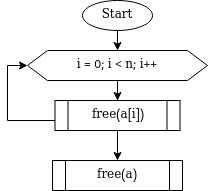 Start
i = 0; i < n; i++
free(a[i])
free(a)